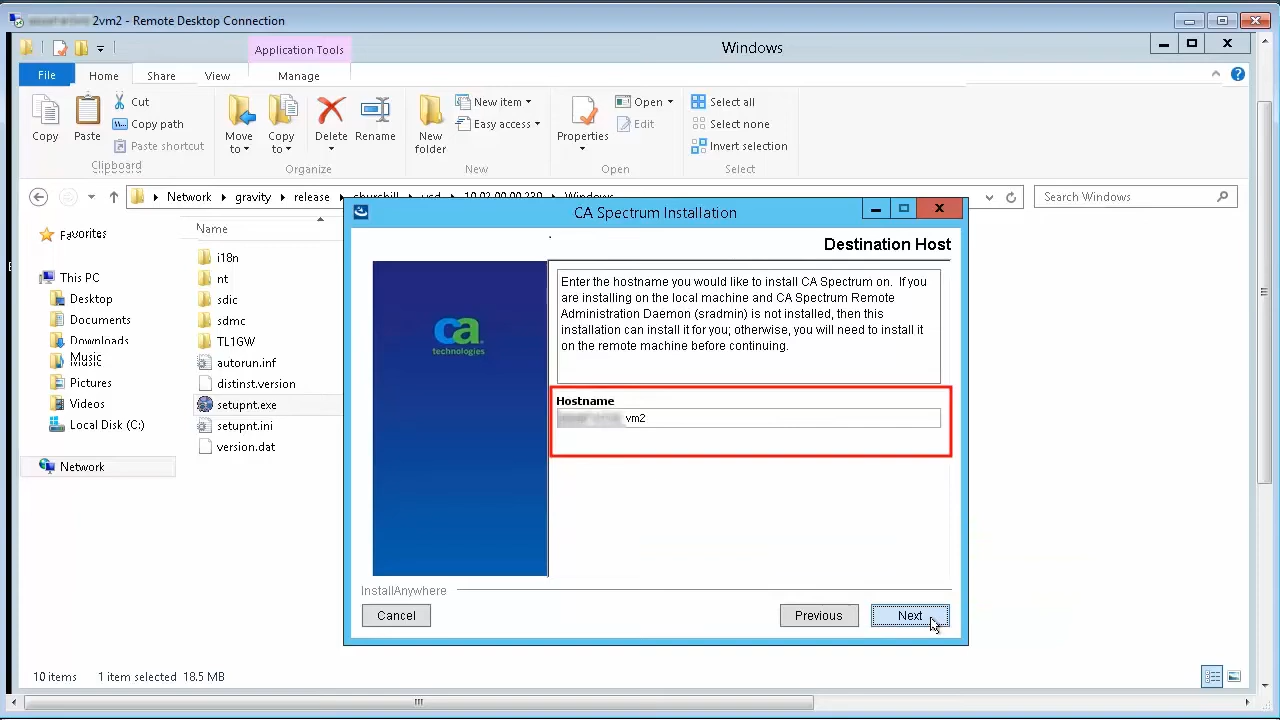 2vm2 - Remote Desktop Connection
Application Tools
Windows
File
Home
Share
View
Manage
Copy
Paste
Cut
Copy path
Paste shortcut
Clipboard
Move to
Copy to
Delete
Rename
Organize
New folder
New item
Easy access
New
Properties
Open
Edit
Open
Select all
Select none
Invert selection
Select
Network
gravity
release
Windows
Search Windows
Favorites
This PC
Desktop
Documents
Downloads
Music
Pictures
Videos
Local Disk (C:)
Network
Name
i18n
nt
sdic
sdmc
TL1GW
autorun.inf
distinst.version
setupnt.exe
setupnt.ini
version.dat
CA Spectrum Installation
Destination Host
ca
technologies
Enter the hostname you would like to install CA Spectrum on. If you
are installing on the local machine and CA Spectrum Remote
Administration Daemon (sradmin) is not installed, then this
installation can install it for you; otherwise, you will need to install it
on the remote machine before continuing.
Hostname
vm2
InstallAnywhere
Cancel
Previous
Next
10 items
1 item selected 18.5 MB